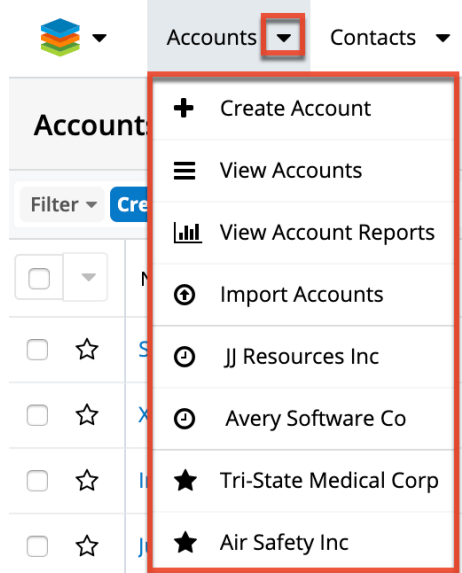 Accounts Contacts
Create Account
Accounts
View Accounts
Filter Cre
View Account Reports
N
Import Accounts
S
JJ Resources Inc
X
Avery Software Co
Tri-State Medical Corp
Air Safety Inc